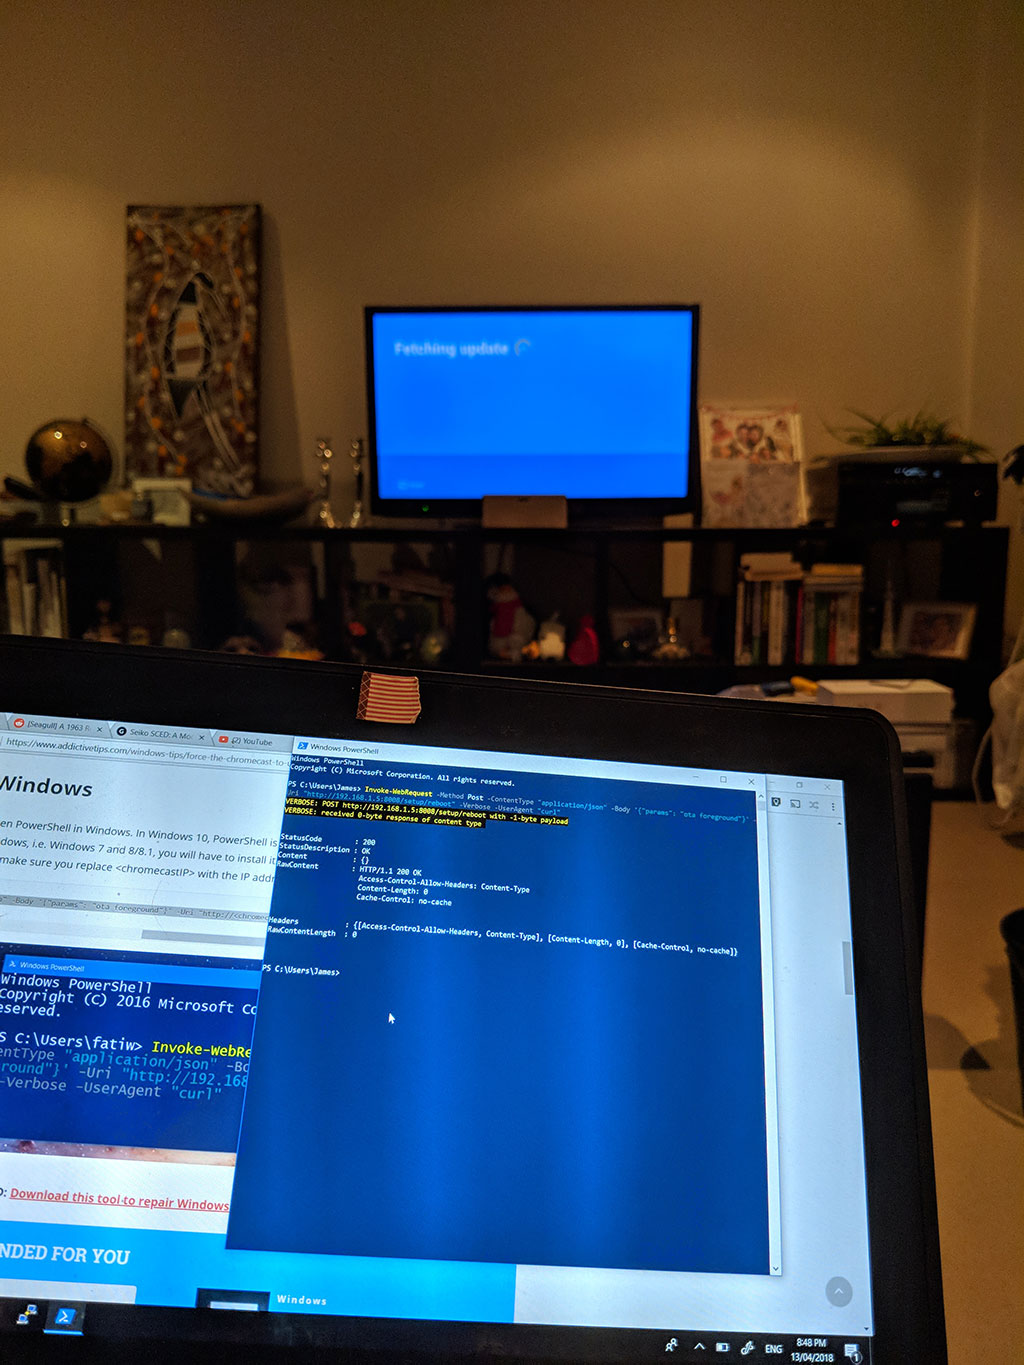 Fetching update
[Seagull] A 1963 R
Seiko SCED: A Mo
(2) YouTube
https://www.addictivetips.com/windows-tips/force-the-chromecast-to-
Windows
en PowerShell in Windows. In Windows 10, PowerShell is
dows, i.e. Windows 7 and 8/8.1, you will have to install it
make sure you replace <chromecastIP> with the IP addr
-Body '{"params": "ota foreground"}' -Uri "http://<chromec
Windows PowerShell
Windows PowerShell
Copyright (C) 2016 Microsoft Co
eserved.
S C:\Users\fatiw> Invoke-WebRe
entType "application/json" -Bo
round"}' -Uri "http://192.168
-Verbose -UserAgent "curl"
D: Download this tool to repair Windows
NDED FOR YOU
Windows
Windows PowerShell
Windows PowerShell
Copyright (C) Microsoft Corporation. All rights reserved.
PS C:\Users\James> Invoke-WebRequest -Method Post -ContentType "application/json" -Body '{"params": "ota foreground"}' -
Uri "http://192.168.1.5:8008/setup/reboot" -Verbose -UserAgent "curl"
VERBOSE: POST http://192.168.1.5:8008/setup/reboot with -1-byte payload
VERBOSE: received 0-byte response of content type
StatusCode : 200
StatusDescription : OK
Content : {}
RawContent : HTTP/1.1 200 OK
Access-Control-Allow-Headers: Content-Type
Content-Length: 0
Cache-Control: no-cache
Headers : {[Access-Control-Allow-Headers, Content-Type], [Content-Length, 0], [Cache-Control, no-cache]}
RawContentLength : 0
PS C:\Users\James>
ENG
8:48 PM
13/04/2018
1